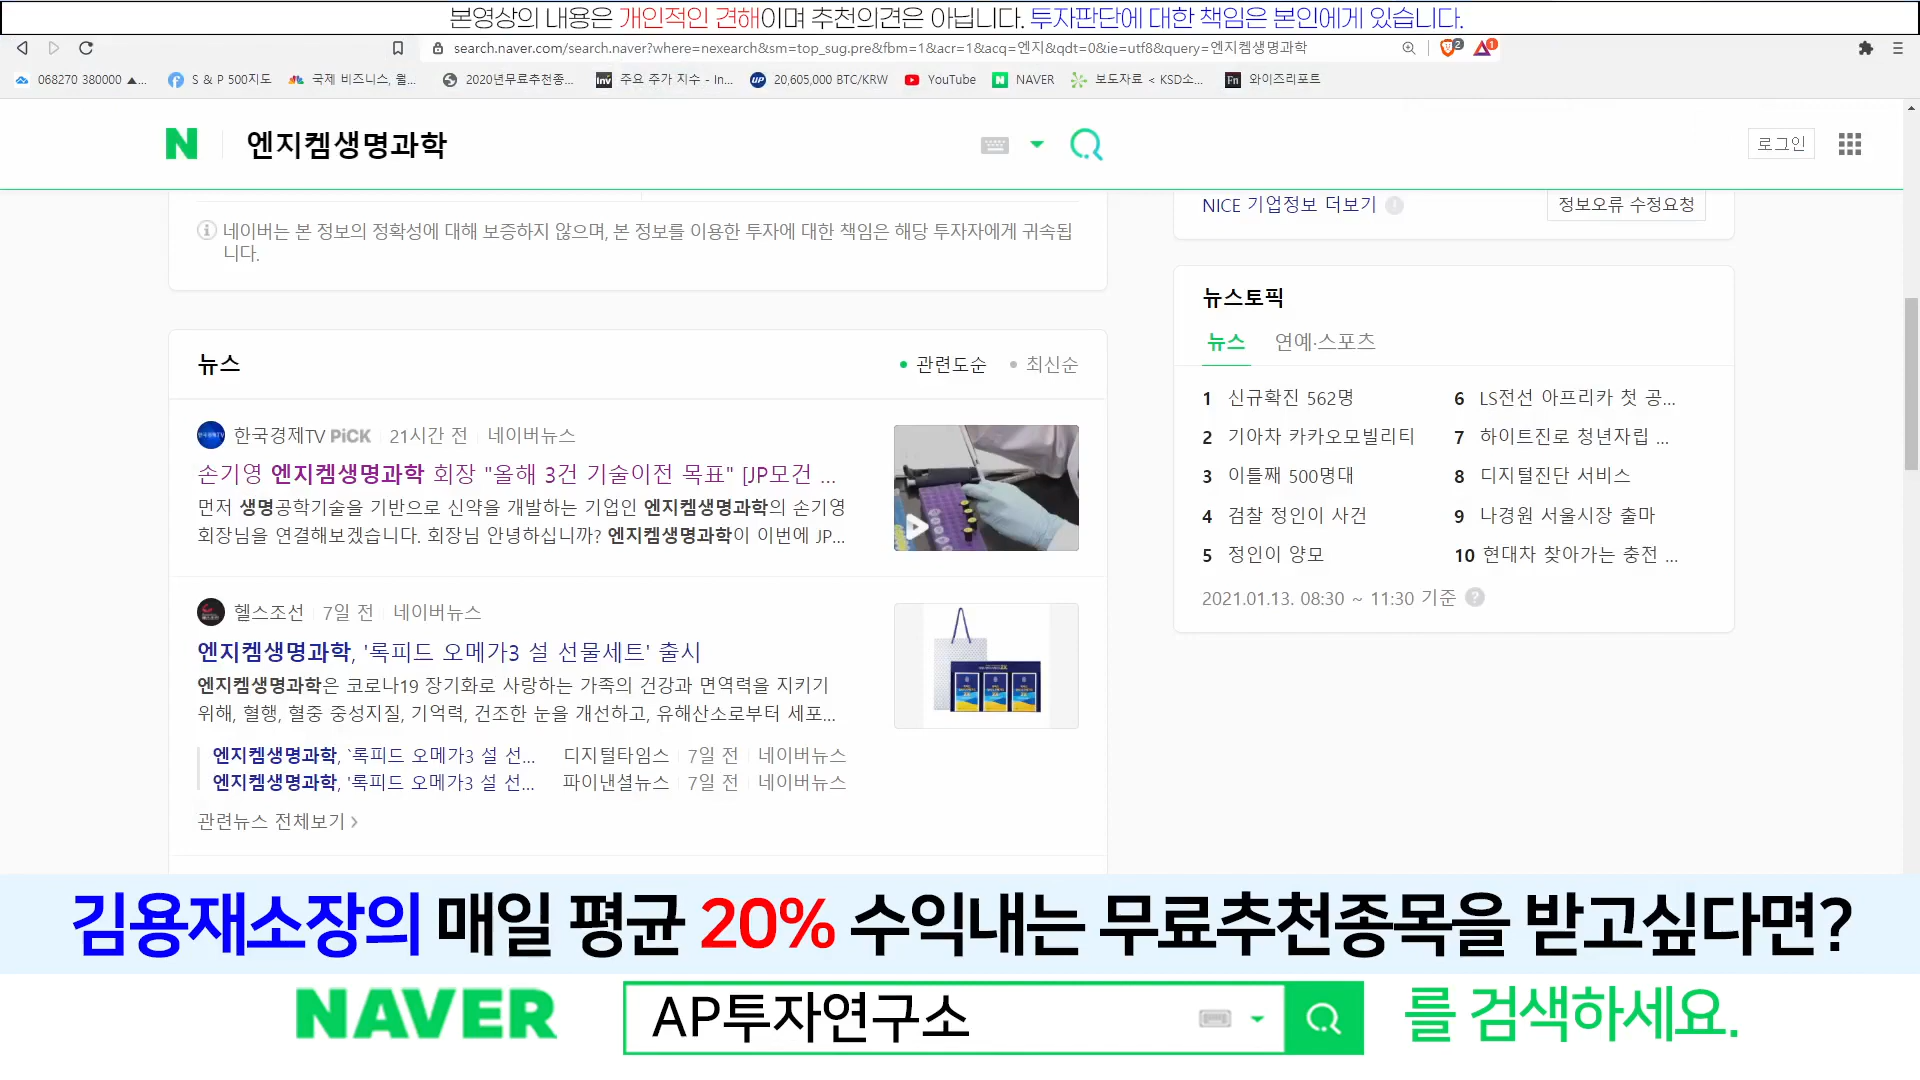 본영상의 내용은 개인적인 견해이며 추천의견은 아닙니다. 투자판단에 대한 책임은 본인에게 있습니다.
search.naver.com/search.naver?where=nexearch&sm=top_sug.pre&fbm=1&acr=1&acq=엔지&qdt=0&ie=utf8&query=엔지켐생명과학
2
1
068270 380000 ▲...
S & P 500지도
국제 비즈니스, 월...
2020년무료추천종...
Inv 주요 주가 지수 - In...
UP 20,605,000 BTC/KRW
YouTube
N NAVER
보도자료 < KSD소...
Fn 와이즈리포트
N 엔지켐생명과학
로그인
네이버는 본 정보의 정확성에 대해 보증하지 않으며, 본 정보를 이용한 투자에 대한 책임은 해당 투자자에게 귀속됩
니다.
뉴스
관련도순 최신순
한국경제TV PiCK 21시간 전 네이버뉴스
손기영 엔지켐생명과학 회장 "올해 3건 기술이전 목표" [JP모건 ...
먼저 생명공학기술을 기반으로 신약을 개발하는 기업인 엔지켐생명과학의 손기영
회장님을 연결해보겠습니다. 회장님 안녕하십니까? 엔지켐생명과학이 이번에 JP...
헬스조선 7일 전 네이버뉴스
엔지켐생명과학, '록피드 오메가3 설 선물세트' 출시
엔지켐생명과학은 코로나19 장기화로 사랑하는 가족의 건강과 면역력을 지키기
위해, 혈행, 혈중 중성지질, 기억력, 건조한 눈을 개선하고, 유해산소로부터 세포...
엔지켐생명과학, `록피드 오메가3 설 선... 디지털타임스 7일 전 네이버뉴스
엔지켐생명과학, '록피드 오메가3 설 선... 파이낸셜뉴스 7일 전 네이버뉴스
관련뉴스 전체보기 >
NICE 기업정보 더보기
정보오류 수정요청
뉴스토픽
뉴스 연예·스포츠
1 신규확진 562명
2 기아차 카카오모빌리티
3 이틀째 500명대
4 검찰 정인이 사건
5 정인이 양모
6 LS전선 아프리카 첫 공...
7 하이트진로 청년자립 ...
8 디지털진단 서비스
9 나경원 서울시장 출마
10 현대차 찾아가는 충전 ...
2021.01.13. 08:30 ~ 11:30 기준 ?
김용재소장의 매일 평균 20% 수익내는 무료추천종목을 받고싶다면?
NAVER AP투자연구소 를 검색하세요.